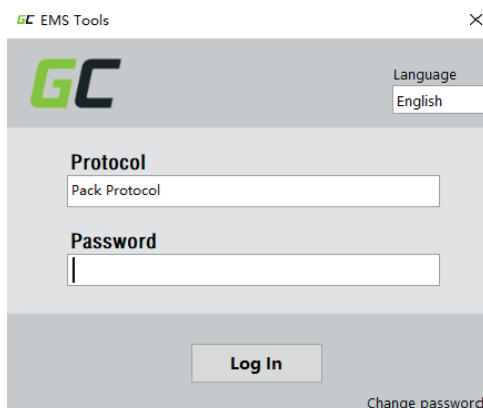 GC EMS Tools
GC
Language
English
Protocol
Pack Protocol
Password
Log In
Change password